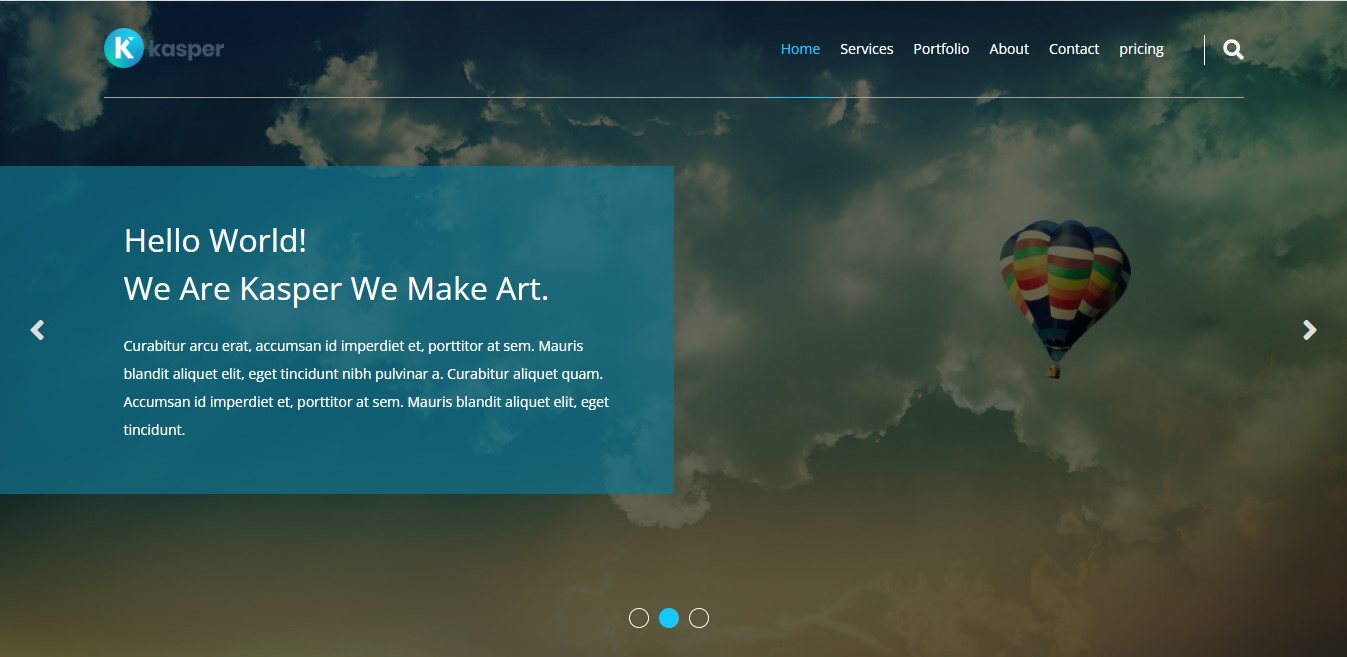 K kasper
Home Services Portfolio About Contact pricing
Hello World!
We Are Kasper We Make Art.
Curabitur arcu erat, accumsan id imperdiet et, porttitor at sem. Mauris
blandit aliquet elit, eget tincidunt nibh pulvinar a. Curabitur aliquet quam.
Accumsan id imperdiet et, porttitor at sem. Mauris blandit aliquet elit, eget
tincidunt.